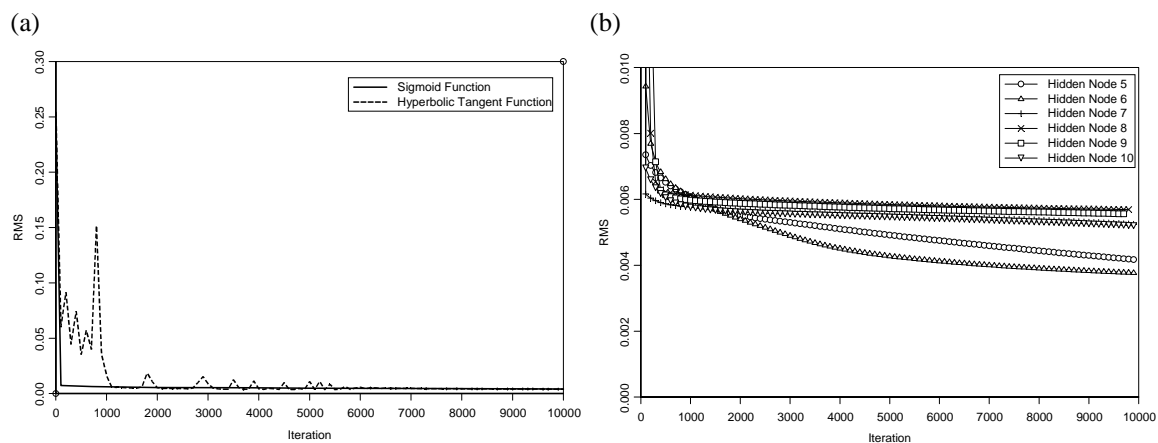 (a)
0.30
0.25
0.20
0.15
0.10
0.05
0.00
RMS
Sigmoid Function
Hyperbolic Tangent Function
0
1000
2000
3000
4000
5000
6000
7000
8000
9000
10000
Iteration
(b)
0.010
0.008
0.006
0.004
0.002
0.000
RMS
Hidden Node 5
Hidden Node 6
Hidden Node 7
Hidden Node 8
Hidden Node 9
Hidden Node 10
0
1000
2000
3000
4000
5000
6000
7000
8000
9000
10000
Iteration